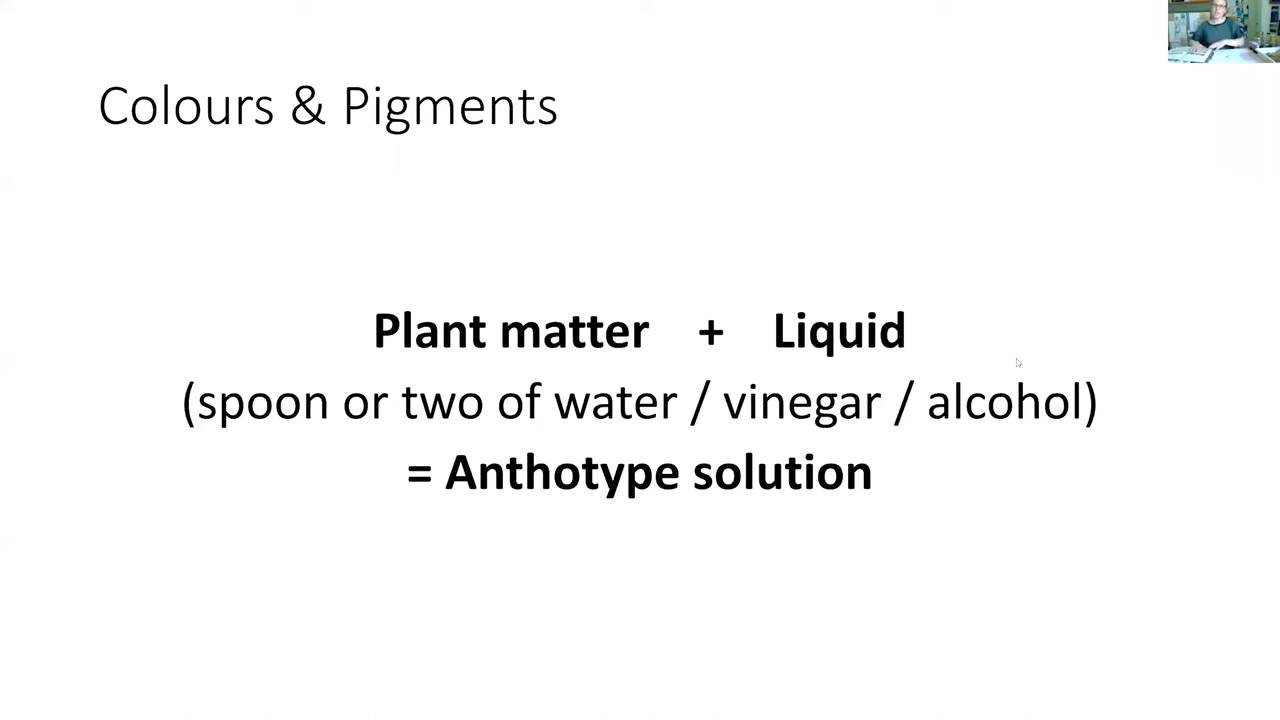 Colours & Pigments
Plant matter + Liquid
(spoon or two of water / vinegar / alcohol)
= Anthotype solution